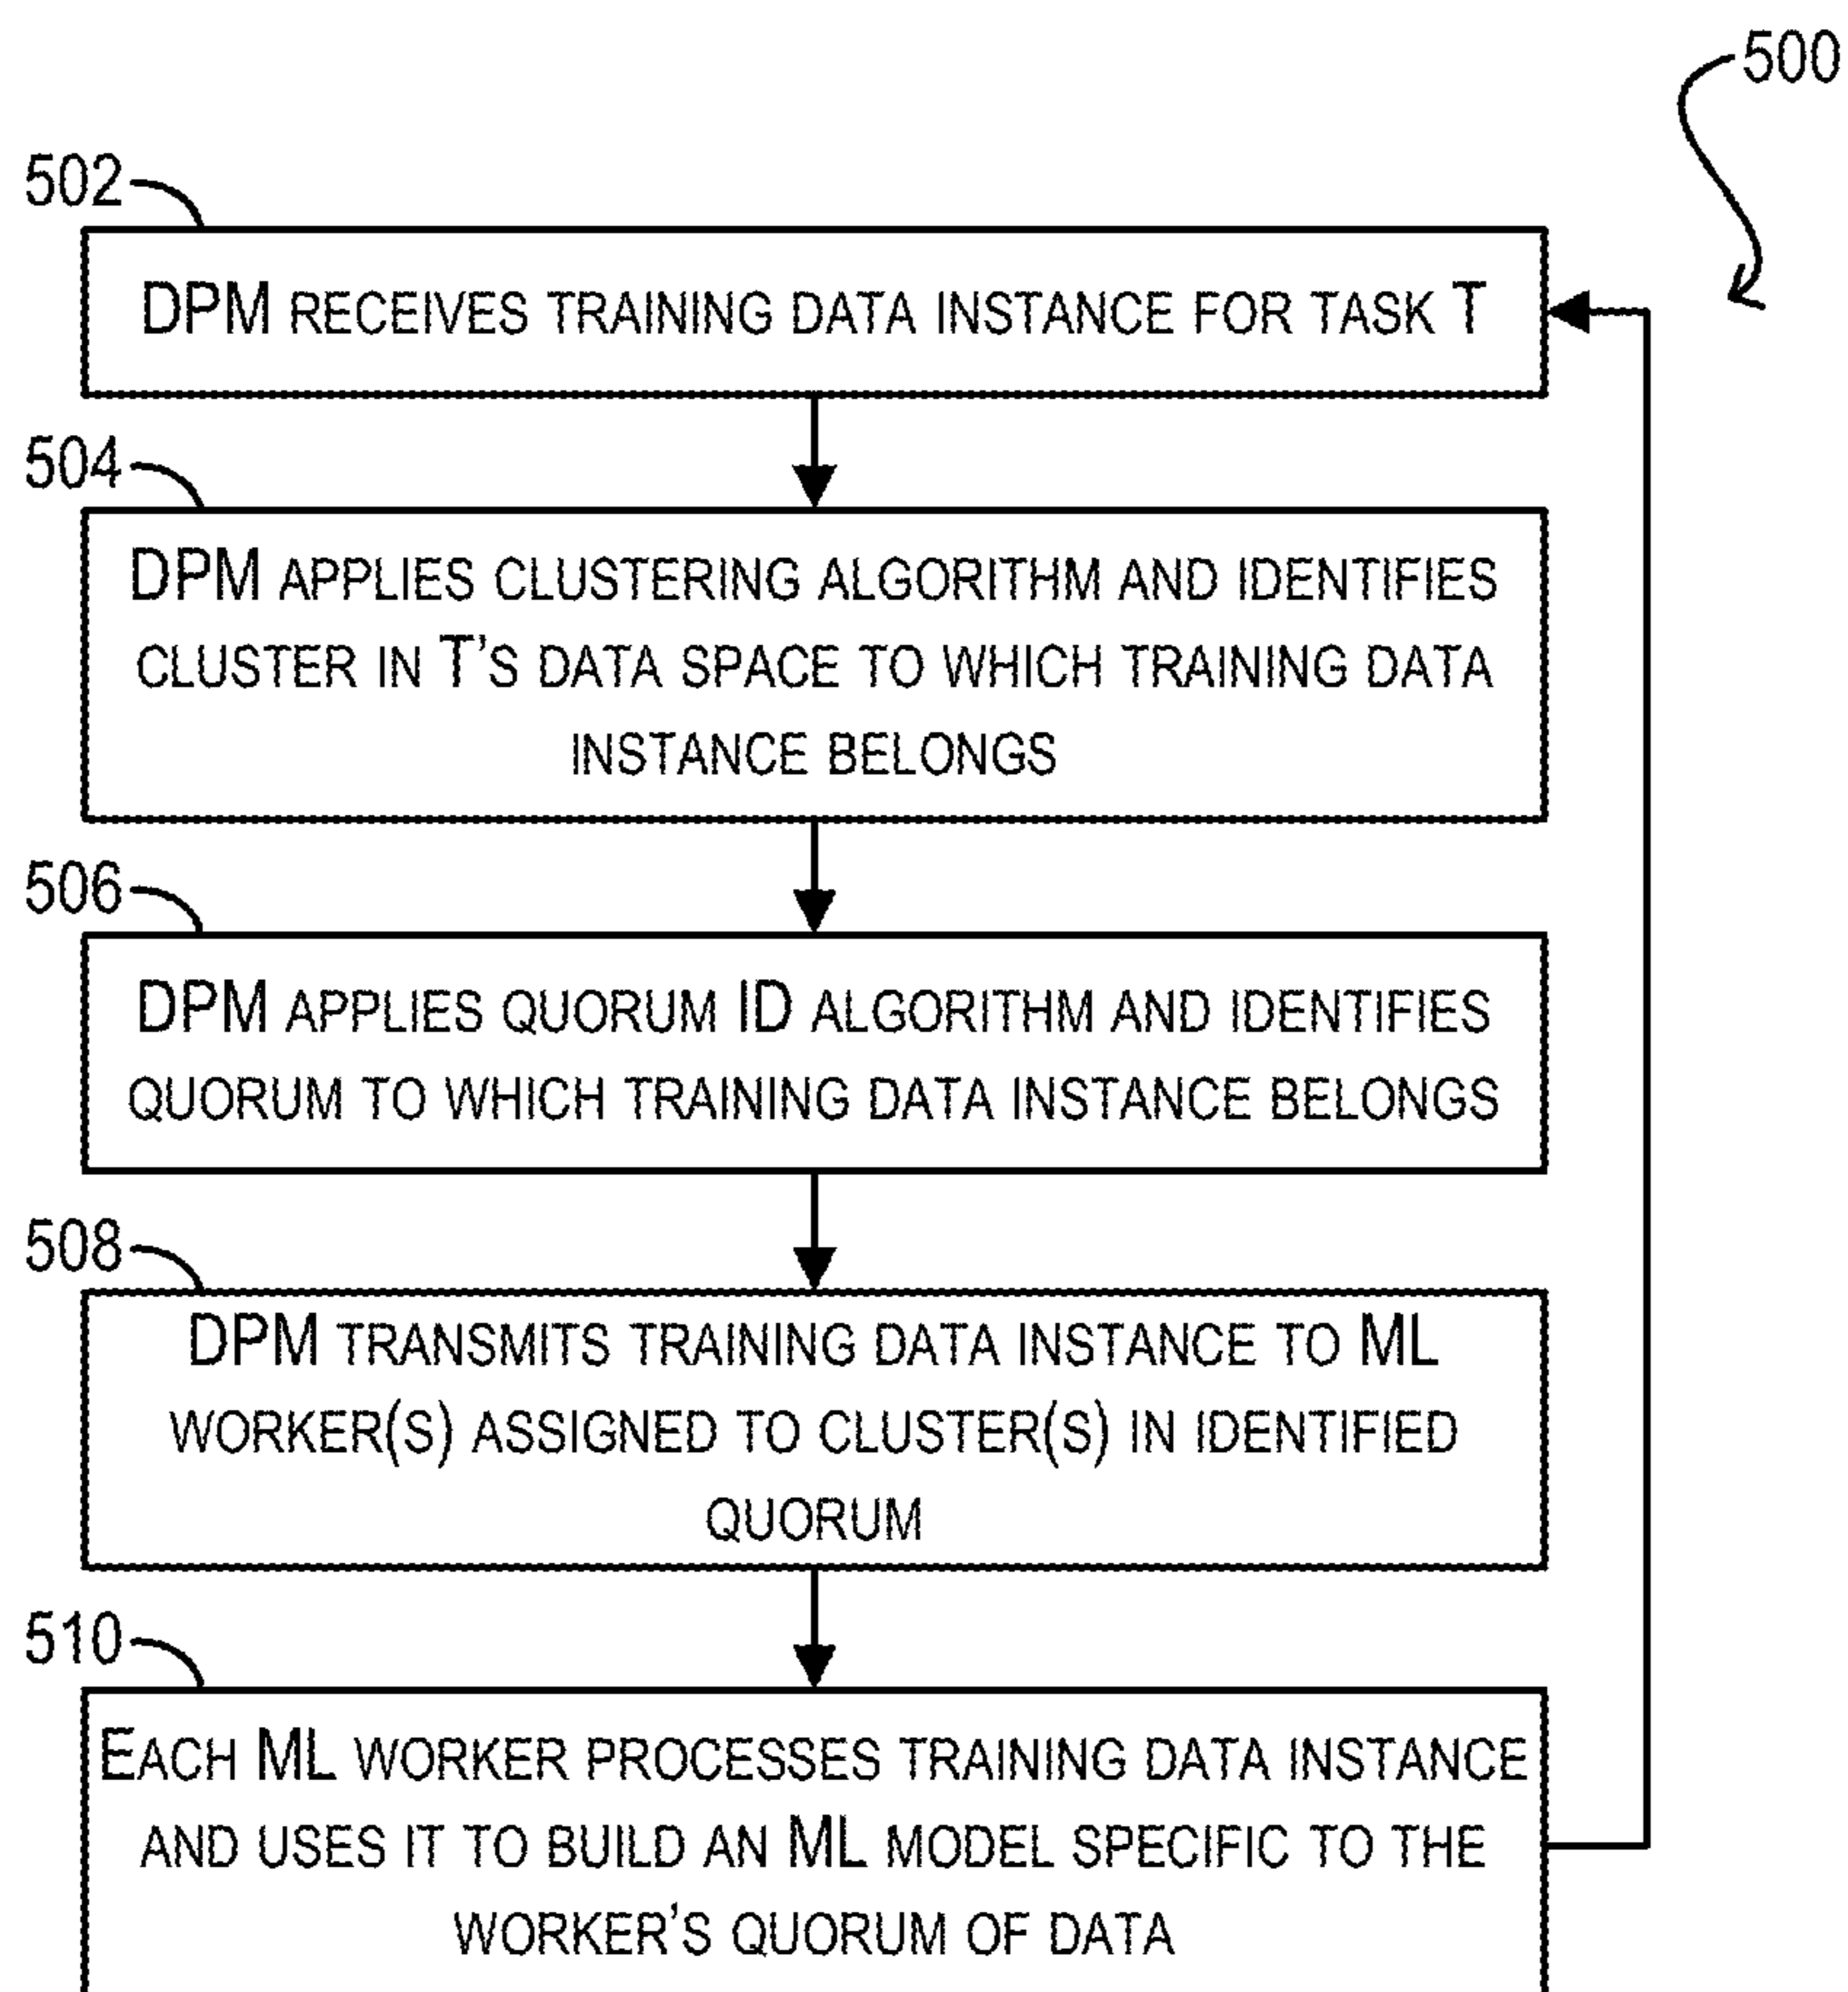 500
502
DPM RECEIVES TRAINING DATA INSTANCE FOR TASK T
504
DPM APPLIES CLUSTERING ALGORITHM AND IDENTIFIES
CLUSTER IN T'S DATA SPACE TO WHICH TRAINING DATA
INSTANCE BELONGS
506
DPM APPLIES QUORUM ID ALGORITHM AND IDENTIFIES
QUORUM TO WHICH TRAINING DATA INSTANCE BELONGS
508
DPM TRANSMITS TRAINING DATA INSTANCE TO ML
WORKER(S) ASSIGNED TO CLUSTER(S) IN IDENTIFIED
QUORUM
510
EACH ML WORKER PROCESSES TRAINING DATA INSTANCE
AND USES IT TO BUILD AN ML MODEL SPECIFIC TO THE
WORKER'S QUORUM OF DATA